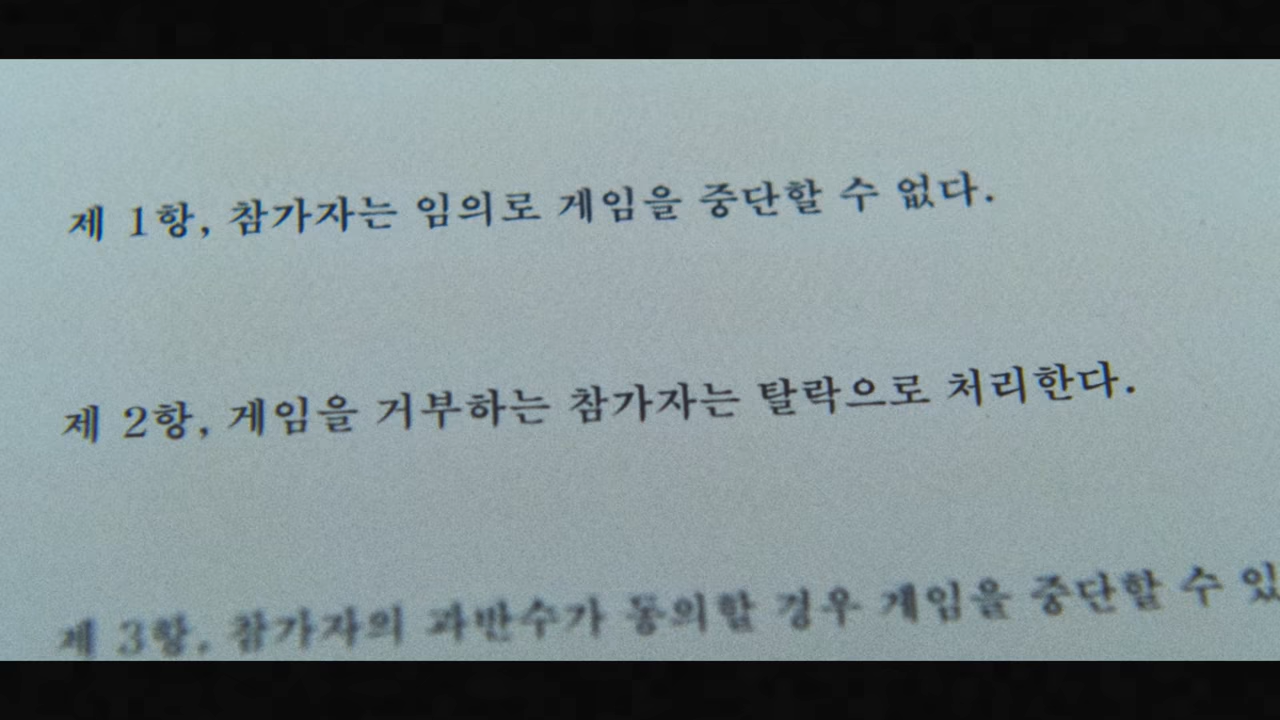 제 1항, 참가자는 임의로 게임을 중단할 수 없다.
제 2항, 게임을 거부하는 참가자는 탈락으로 처리한다.
제 3항, 참가자의 과반수가 동의할 경우 게임을 중단할 수 있